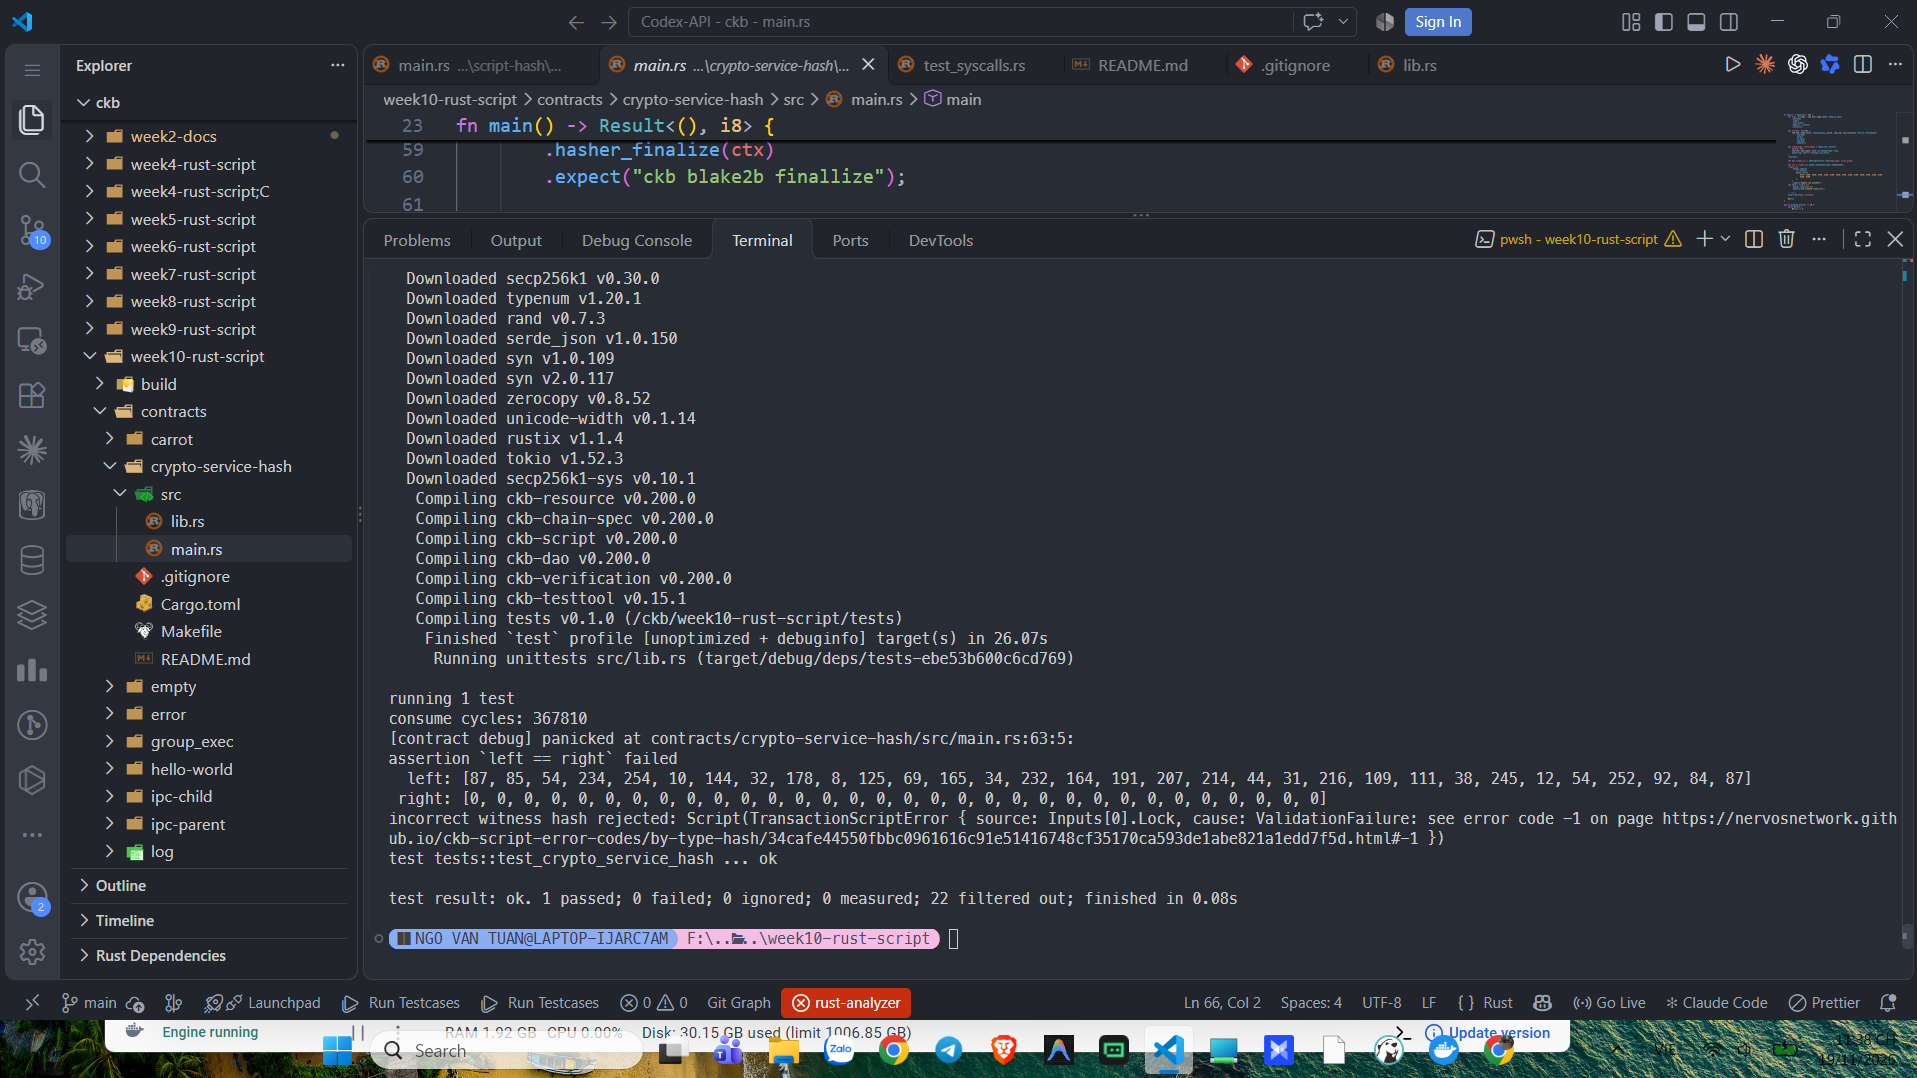 Codex-API - ckb - main.rs
Sign In
Explorer
ckb
week2-docs
week4-rust-script
week4-rust-script;C
week5-rust-script
week6-rust-script
week7-rust-script
week8-rust-script
week9-rust-script
week10-rust-script
build
contracts
carrot
crypto-service-hash
src
lib.rs
main.rs
.gitignore
Cargo.toml
Makefile
README.md
empty
error
group_exec
hello-world
ipc-child
ipc-parent
log
Outline
Timeline
Rust Dependencies
10
2
main.rs ...\script-hash\...
main.rs ...\crypto-service-hash\...
test_syscalls.rs
README.md
.gitignore
lib.rs
week10-rust-script > contracts > crypto-service-hash > src > main.rs > main
23 fn main() -> Result<(), i8> {
59 .hasher_finalize(ctx)
60 .expect("ckb blake2b finallize");
61
Problems Output Debug Console Terminal Ports DevTools
pwsh - week10-rust-script
Downloaded secp256k1 v0.30.0
Downloaded typenum v1.20.1
Downloaded rand v0.7.3
Downloaded serde_json v1.0.150
Downloaded syn v1.0.109
Downloaded syn v2.0.117
Downloaded zerocopy v0.8.52
Downloaded unicode-width v0.1.14
Downloaded rustix v1.1.4
Downloaded tokio v1.52.3
Downloaded secp256k1-sys v0.10.1
Compiling ckb-resource v0.200.0
Compiling ckb-chain-spec v0.200.0
Compiling ckb-script v0.200.0
Compiling ckb-dao v0.200.0
Compiling ckb-verification v0.200.0
Compiling ckb-testtool v0.15.1
Compiling tests v0.1.0 (/ckb/week10-rust-script/tests)
Finished `test` profile [unoptimized + debuginfo] target(s) in 26.07s
Running unittests src/lib.rs (target/debug/deps/tests-ebe53b600c6cd769)
running 1 test
consume cycles: 367810
[contract debug] panicked at contracts/crypto-service-hash/src/main.rs:63:5:
assertion `left == right` failed
left: [87, 85, 54, 234, 254, 10, 144, 32, 178, 8, 125, 69, 165, 34, 232, 164, 191, 207, 214, 44, 31, 216, 109, 111, 38, 245, 12, 54, 252, 92, 84, 87]
right: [0, 0, 0, 0, 0, 0, 0, 0, 0, 0, 0, 0, 0, 0, 0, 0, 0, 0, 0, 0, 0, 0, 0, 0, 0, 0, 0, 0, 0, 0, 0, 0]
incorrect witness hash rejected: Script(TransactionScriptError { source: Inputs[0].Lock, cause: ValidationFailure: see error code -1 on page https://nervosnetwork.gith
ub.io/ckb-script-error-codes/by-type-hash/34cafe44550fbbc0961616c91e51416748cf35170ca593de1abe821a1edd7f5d.html#-1 })
test tests::test_crypto_service_hash ... ok
test result: ok. 1 passed; 0 failed; 0 ignored; 0 measured; 22 filtered out; finished in 0.08s
NGO VAN TUAN@LAPTOP-IJARC7AM F:\..\..\week10-rust-script
main Launchpad Run Testcases Run Testcases 0 0 Git Graph rust-analyzer Ln 66, Col 2 Spaces: 4 UTF-8 LF { } Rust Go Live Claude Code Prettier
Engine running RAM 1.92 GB CPU 0.00% Disk: 30.15 GB used (limit 1006.85 GB) Update version
Search
Zalo